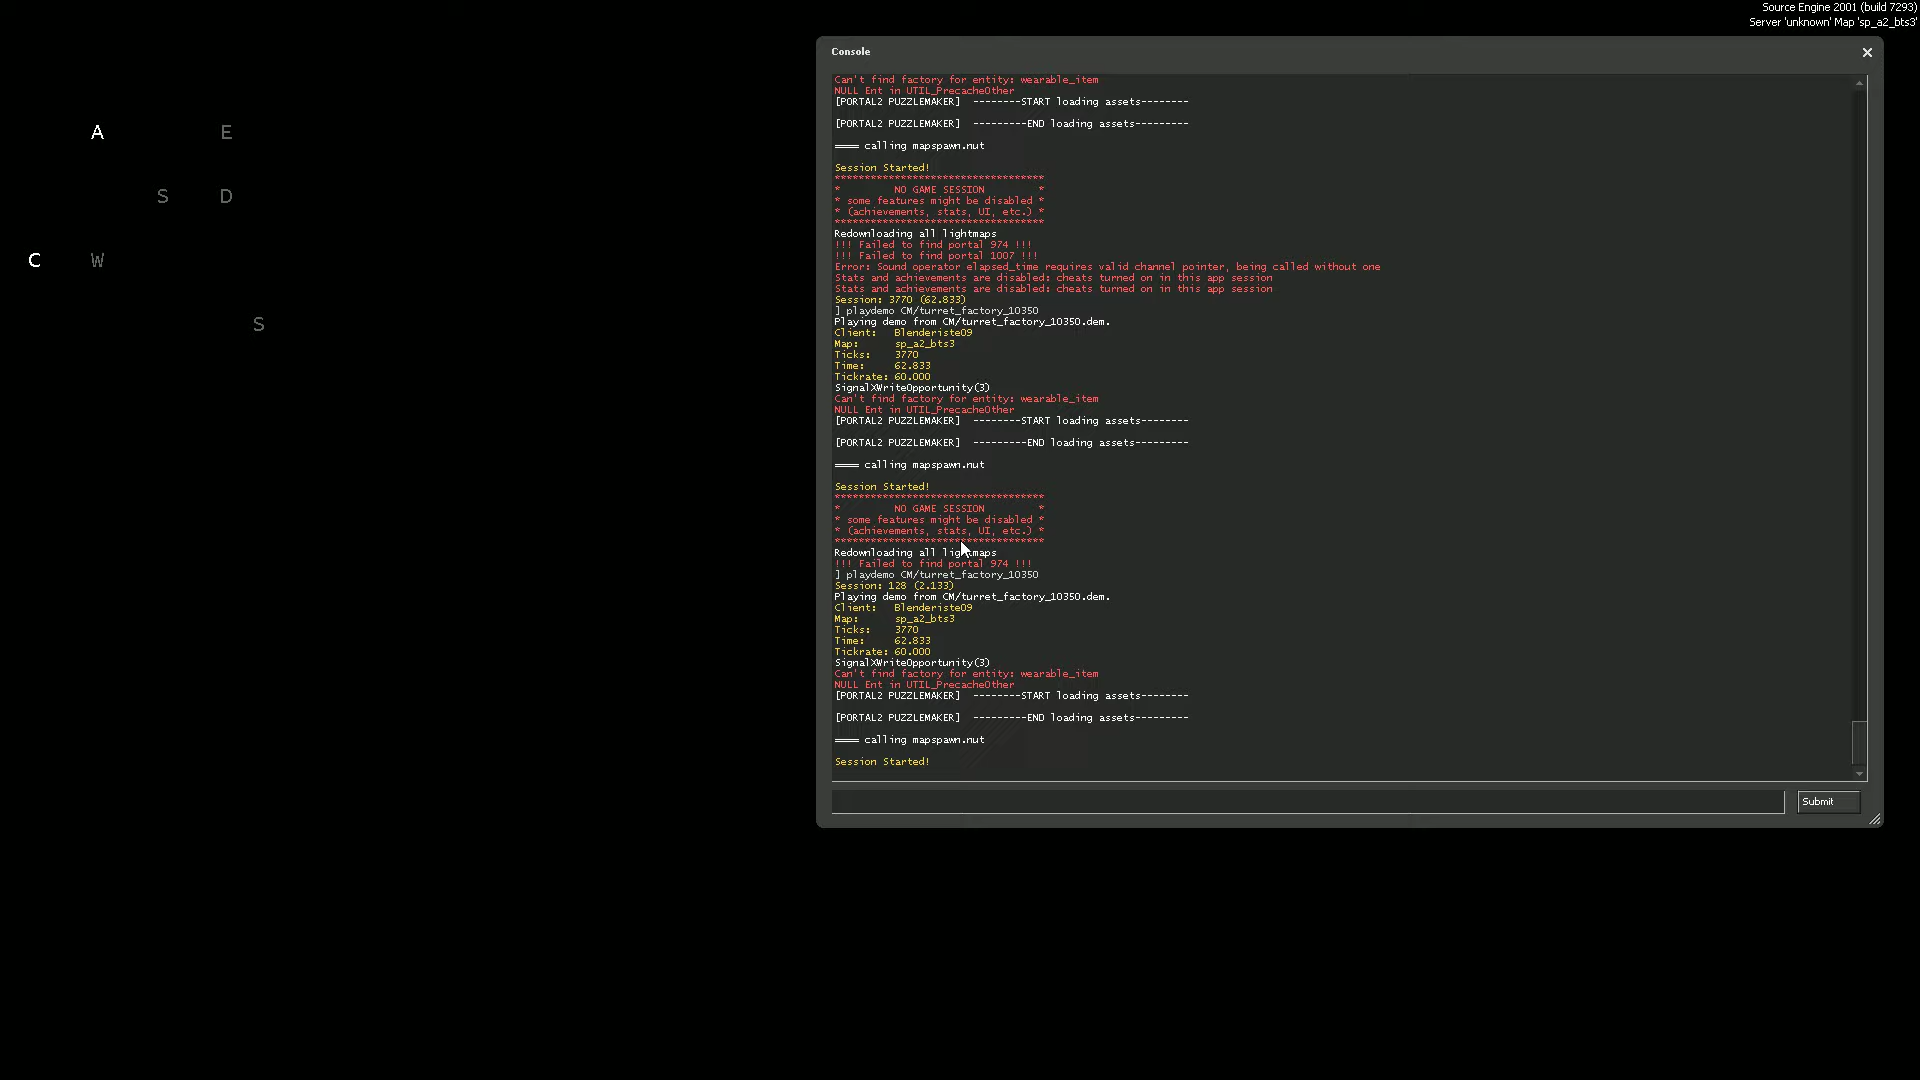 Source Engine 2001 (build 7293)
Server 'unknown' Map 'sp_a2_bts3'
Console
Can't find factory for entity: wearable_item
NULL Ent in UTIL_PrecacheOther
[PORTAL2 PUZZLEMAKER]  --------START loading assets--------
[PORTAL2 PUZZLEMAKER]  ---------END loading assets---------
==== calling mapspawn.nut
Session Started!
***********************************
*         NO GAME SESSION         *
* some features might be disabled *
* (achievements, stats, UI, etc.) *
***********************************
Redownloading all lightmaps
!!! Failed to find portal 974 !!!
!!! Failed to find portal 1007 !!!
Error: Sound operator elapsed_time requires valid channel pointer, being called without one
Stats and achievements are disabled: cheats turned on in this app session
Stats and achievements are disabled: cheats turned on in this app session
Session: 3770 (62.833)
] playdemo CM/turret_factory_10350
Playing demo from CM/turret_factory_10350.dem.
Client:   Blenderiste09
Map:      sp_a2_bts3
Ticks:    3770
Time:     62.833
Tickrate: 60.000
SignalXWriteOpportunity(3)
Can't find factory for entity: wearable_item
NULL Ent in UTIL_PrecacheOther
[PORTAL2 PUZZLEMAKER]  --------START loading assets--------
[PORTAL2 PUZZLEMAKER]  ---------END loading assets---------
==== calling mapspawn.nut
Session Started!
***********************************
*         NO GAME SESSION         *
* some features might be disabled *
* (achievements, stats, UI, etc.) *
***********************************
Redownloading all lightmaps
!!! Failed to find portal 974 !!!
] playdemo CM/turret_factory_10350
Session: 128 (2.133)
Playing demo from CM/turret_factory_10350.dem.
Client:   Blenderiste09
Map:      sp_a2_bts3
Ticks:    3770
Time:     62.833
Tickrate: 60.000
SignalXWriteOpportunity(3)
Can't find factory for entity: wearable_item
NULL Ent in UTIL_PrecacheOther
[PORTAL2 PUZZLEMAKER]  --------START loading assets--------
[PORTAL2 PUZZLEMAKER]  ---------END loading assets---------
==== calling mapspawn.nut
Session Started!
Submit
A E
S D
C W
S